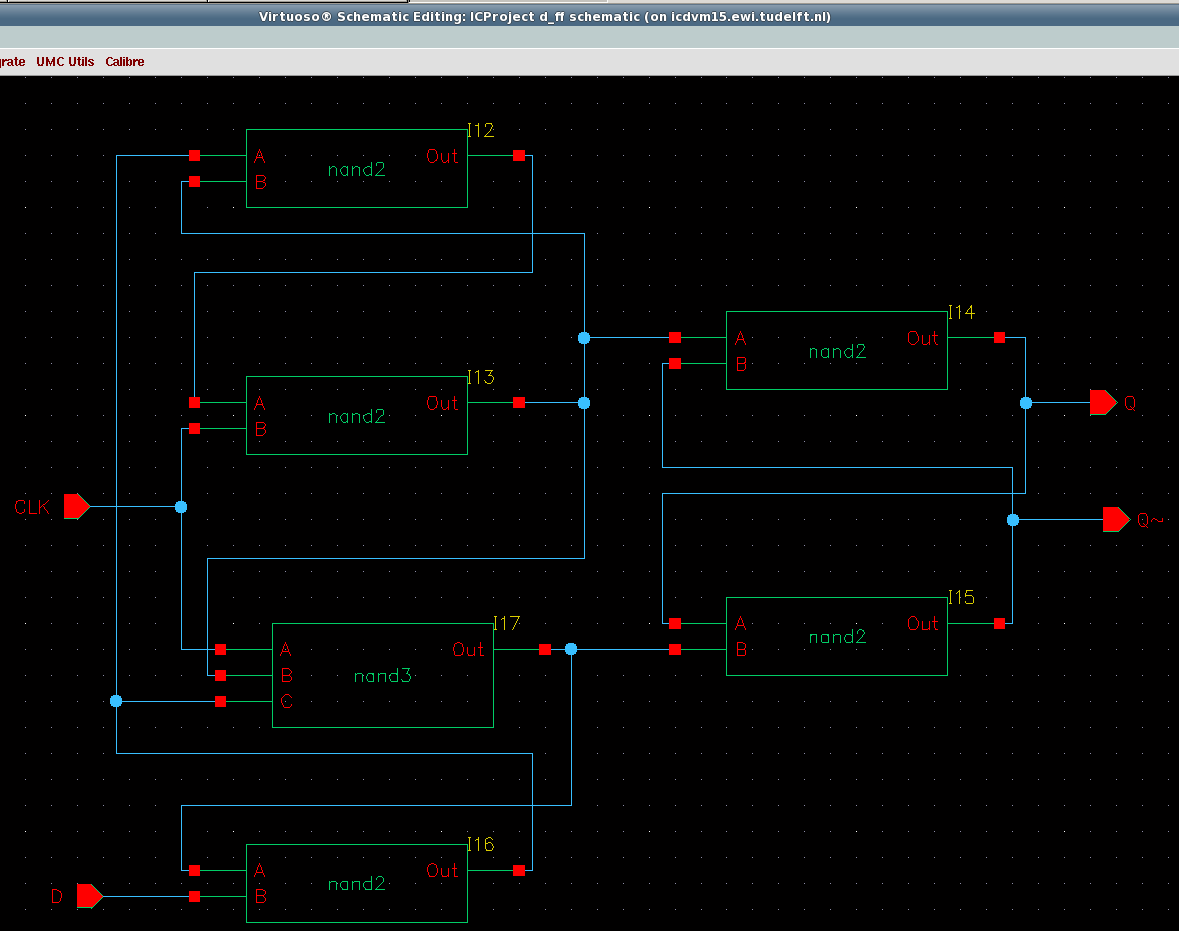 Virtuoso® Schematic Editing: ICProject d_ff schematic (on icdvm15.ewi.tudelft.nl)
grate UMC Utils Calibre
I12
A nand2 Out
B
I14
A nand2 Out
B
I13
A nand2 Out
B
Q
CLK
Q~
I15
A nand2 Out
B
I17
A nand3 Out
B
C
I16
A nand2 Out
D B